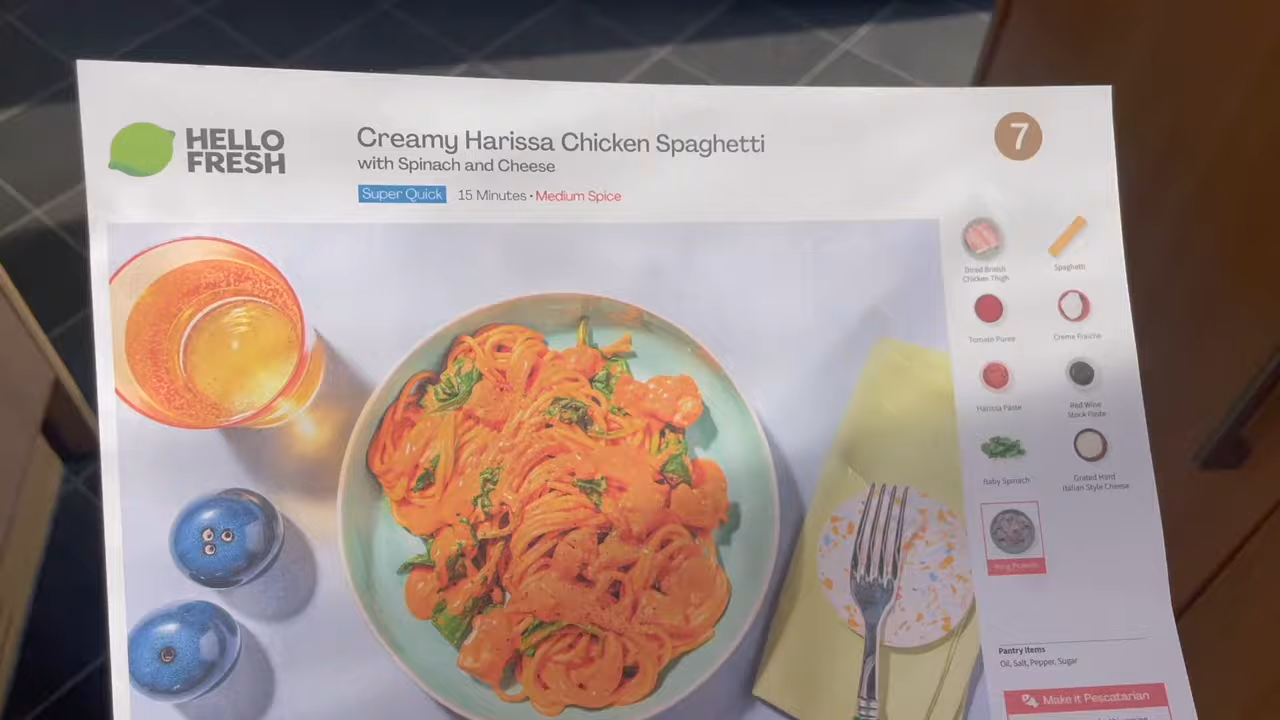 HELLO
FRESH
Creamy Harissa Chicken Spaghetti
with Spinach and Cheese
Super Quick 15 Minutes • Medium Spice
7
Diced British
Chicken Thigh
Spaghetti
Tomato Puree
Creme Fraiche
Harissa Paste
Red Wine
Stock Paste
Baby Spinach
Grated Hard
Italian Style Cheese
King Prawns
Pantry Items
Oil, Salt, Pepper, Sugar
Make it Pescatarian